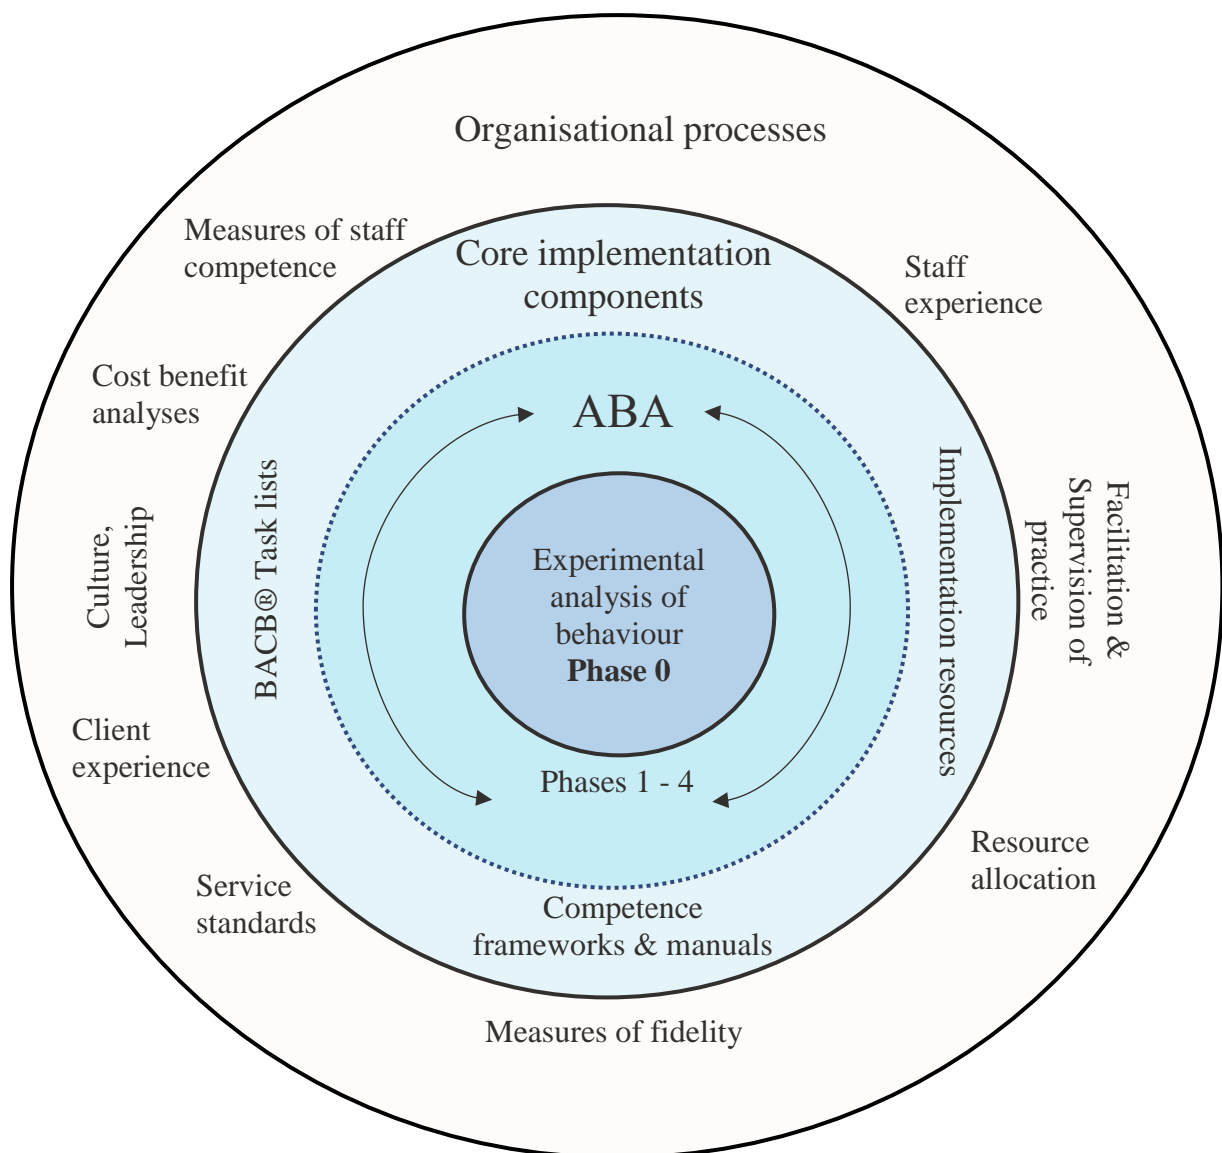 Organisational processes
Measures of staff
competence
Core implementation
components
Staff
experience
Cost benefit
analyses
ABA
BACB® Task lists
Implementation resources
Culture,
Leadership
Facilitation &
Supervision of
practice
Experimental
analysis of
behaviour
Phase 0
Client
experience
Phases 1 - 4
Resource
allocation
Service
standards
Competence
frameworks & manuals
Measures of fidelity